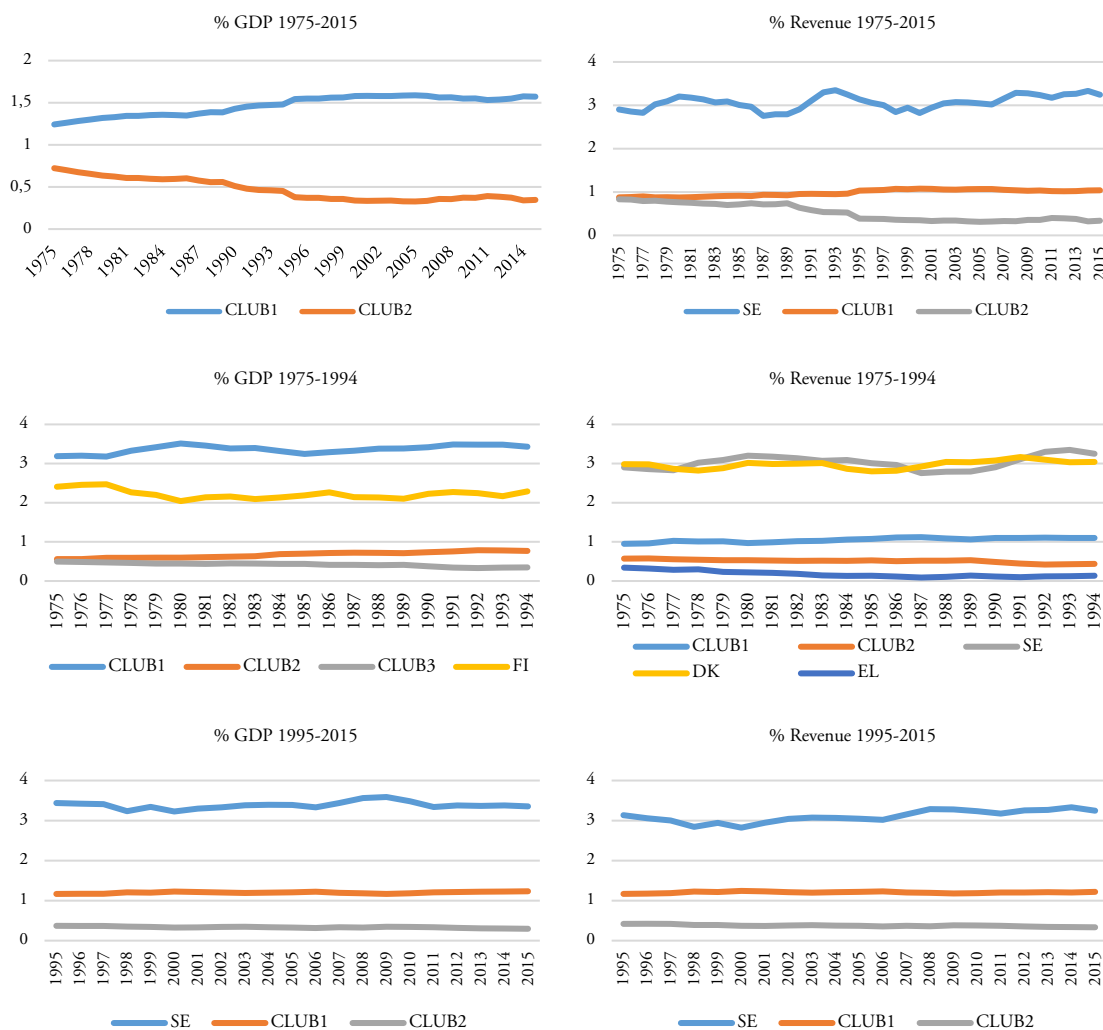 % GDP 1975-2015
2
1,5
1
0,5
0
1975 1978 1981 1984 1987 1990 1993 1996 1999 2002 2005 2008 2011 2014
CLUB1 CLUB2
% Revenue 1975-2015
4
3
2
1
0
1975 1977 1979 1981 1983 1985 1987 1989 1991 1993 1995 1997 1999 2001 2003 2005 2007 2009 2011 2013 2015
SE CLUB1 CLUB2
% GDP 1975-1994
4
3
2
1
0
1975 1976 1977 1978 1979 1980 1981 1982 1983 1984 1985 1986 1987 1988 1989 1990 1991 1992 1993 1994
CLUB1 CLUB2 CLUB3 FI
% Revenue 1975-1994
4
3
2
1
0
1975 1976 1977 1978 1979 1980 1981 1982 1983 1984 1985 1986 1987 1988 1989 1990 1991 1992 1993 1994
CLUB1 CLUB2 SE
DK EL
% GDP 1995-2015
4
3
2
1
0
1995 1996 1997 1998 1999 2000 2001 2002 2003 2004 2005 2006 2007 2008 2009 2010 2011 2012 2013 2014 2015
SE CLUB1 CLUB2
% Revenue 1995-2015
4
3
2
1
0
1995 1996 1997 1998 1999 2000 2001 2002 2003 2004 2005 2006 2007 2008 2009 2010 2011 2012 2013 2014 2015
SE CLUB1 CLUB2